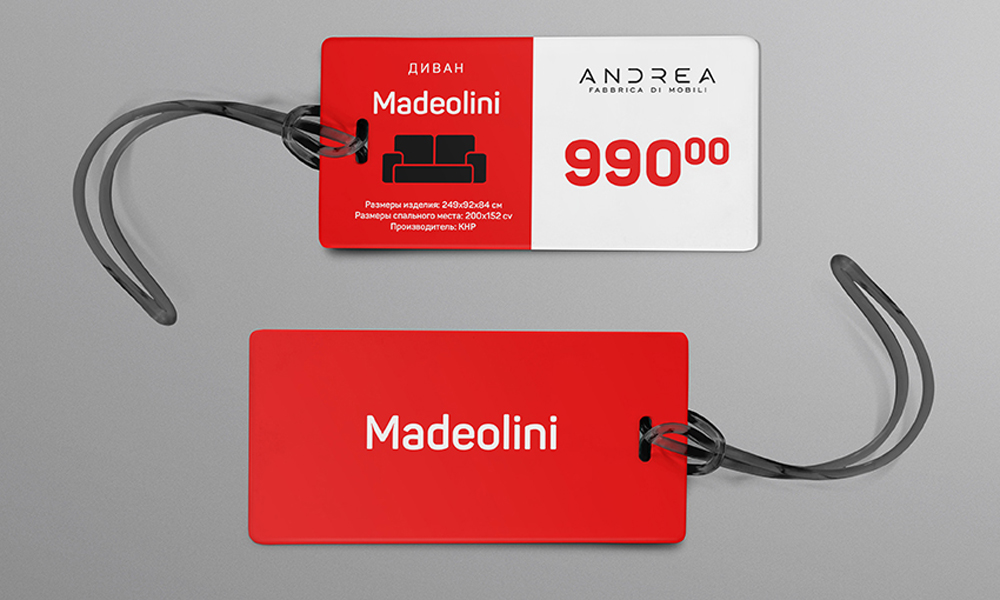 ДИВАН
Madeolini
Размеры изделия: 249x92x84 см
Размеры спального места: 200x152 cv
Производитель: КНР
ANDREA
FABBRICA DI MOBILI
990⁰⁰
Madeolini